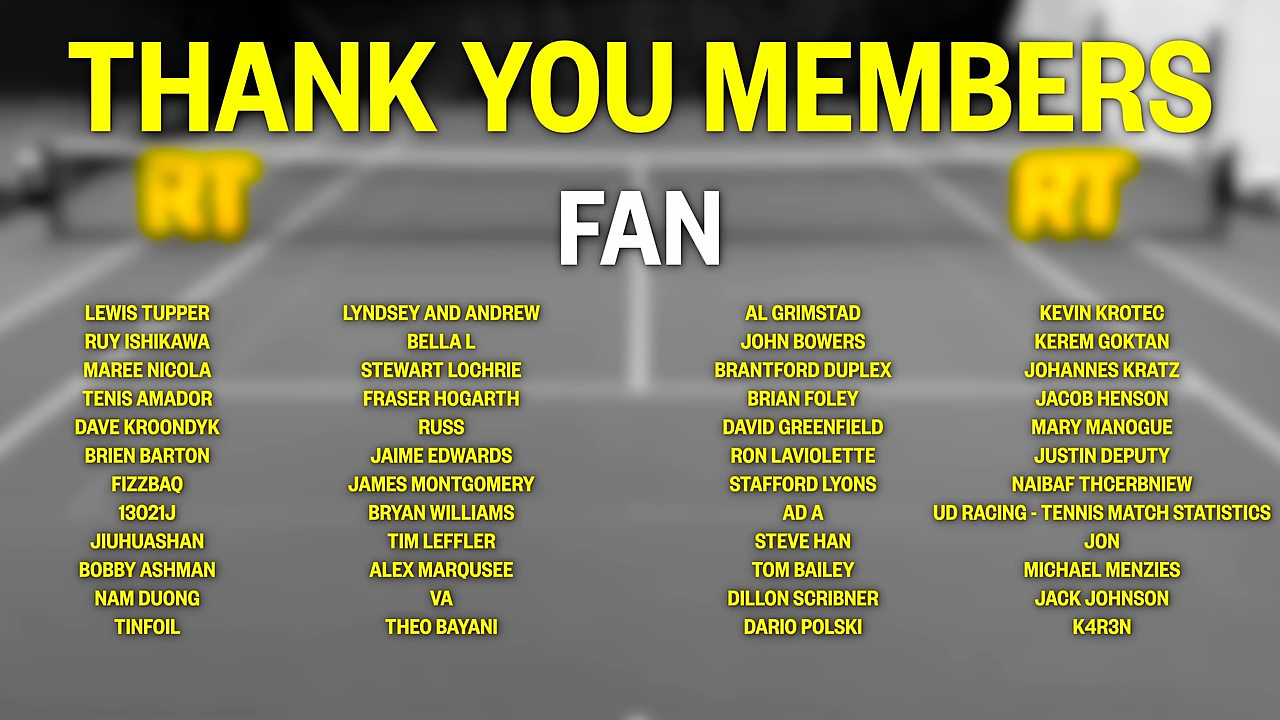 THANK YOU MEMBERS
RT RT
FAN
LEWIS TUPPER
RUY ISHIKAWA
MAREE NICOLA
TENIS AMADOR
DAVE KROONDYK
BRIEN BARTON
FIZZBAQ
13021J
JIUHUASHAN
BOBBY ASHMAN
NAM DUONG
TINFOIL
LYNDSEY AND ANDREW
BELLA L
STEWART LOCHRIE
FRASER HOGARTH
RUSS
JAIME EDWARDS
JAMES MONTGOMERY
BRYAN WILLIAMS
TIM LEFFLER
ALEX MARQUSEE
VA
THEO BAYANI
AL GRIMSTAD
JOHN BOWERS
BRANTFORD DUPLEX
BRIAN FOLEY
DAVID GREENFIELD
RON LAVIOLETTE
STAFFORD LYONS
AD A
STEVE HAN
TOM BAILEY
DILLON SCRIBNER
DARIO POLSKI
KEVIN KROTEC
KEREM GOKTAN
JOHANNES KRATZ
JACOB HENSON
MARY MANOGUE
JUSTIN DEPUTY
NAIBAF THCERBNIEW
UD RACING - TENNIS MATCH STATISTICS
JON
MICHAEL MENZIES
JACK JOHNSON
K4R3N